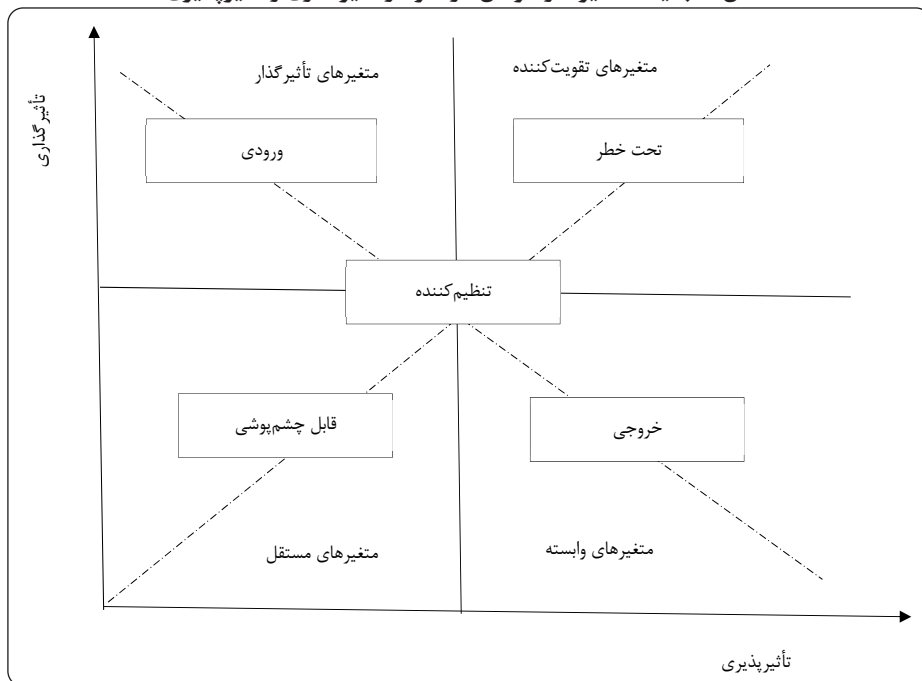 متغیرهای تقویت‌کننده
متغیرهای تأثیرگذار
تأثیرگذاری
تحت خطر
ورودی
تنظیم‌کننده
خروجی
قابل چشم‌پوشی
متغیرهای وابسته
متغیرهای مستقل
تأثیرپذیری